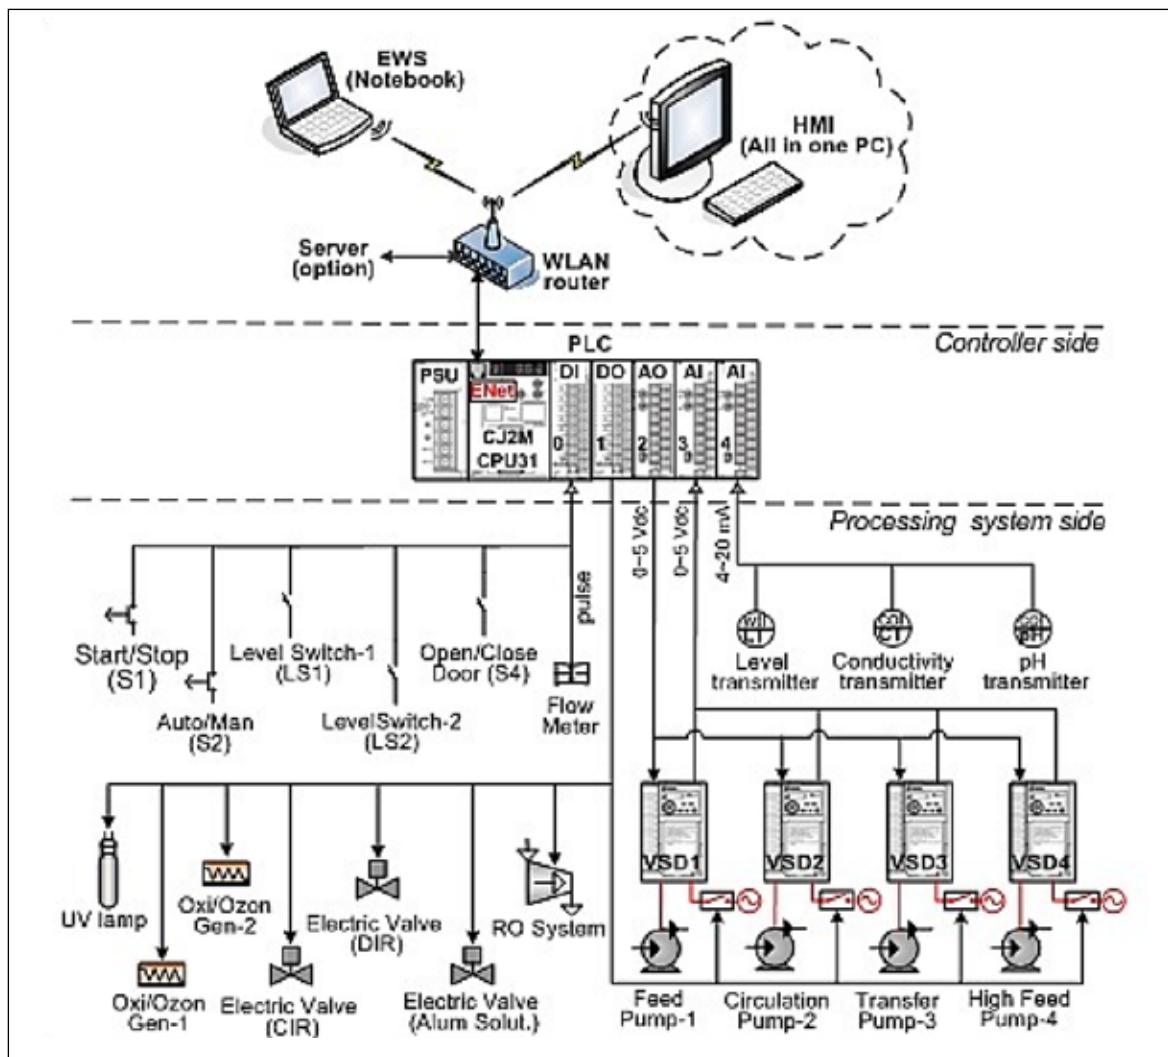 EWS
(Notebook)
HMI
(All in one PC)
Server
(option)
WLAN
router
Controller side
PLC
PSU
ENet
CJ2M
CPU31
DI
0
DO
1
AO
2
AI
3
AI
4
Processing system side
0~5 Vdc
0~5 Vdc
4~20 mA
pulse
Start/Stop
(S1)
Auto/Man
(S2)
Level Switch-1
(LS1)
LevelSwitch-2
(LS2)
Open/Close
Door (S4)
Flow
Meter
Level
transmitter
Conductivity
transmitter
pH
transmitter
LT
CT
pH
VSD1
VSD2
VSD3
VSD4
UV lamp
Oxi/Ozon
Gen-1
Oxi/Ozon
Gen-2
Electric Valve
(CIR)
Electric Valve
(DIR)
Electric Valve
(Alum Solut.)
RO System
Feed
Pump-1
Circulation
Pump-2
Transfer
Pump-3
High Feed
Pump-4